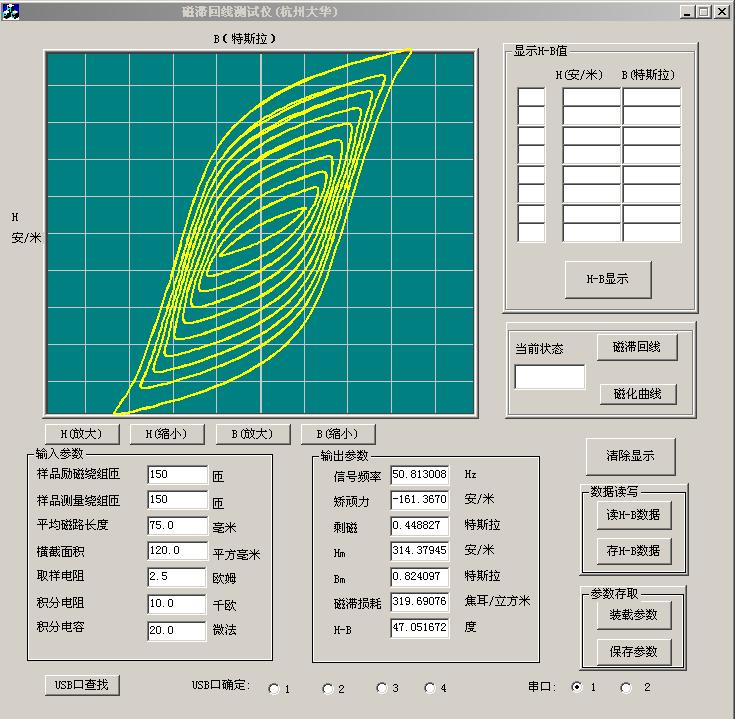 磁滞回线测试仪(杭州大华)
B(特斯拉)
H
安/米
显示H-B值
H(安/米) B(特斯拉)
H-B显示
当前状态
磁滞回线
磁化曲线
H(放大) H(缩小) B(放大) B(缩小)
输入参数
样品励磁绕组匝 150 匝
样品测量绕组匝 150 匝
平均磁路长度 75.0 毫米
横截面积 120.0 平方毫米
取样电阻 2.5 欧姆
积分电阻 10.0 千欧
积分电容 20.0 微法
输出参数
信号频率 50.813008 Hz
矫顽力 -161.3670 安/米
剩磁 0.448827 特斯拉
Hm 314.37945 安/米
Bm 0.824097 特斯拉
磁滞损耗 319.69076 焦耳/立方米
H-B 47.051672 度
清除显示
数据读写
读H-B数据
存H-B数据
参数存取
装载参数
保存参数
USB口查找 USB口确定: 1 2 3 4 串口: 1 2